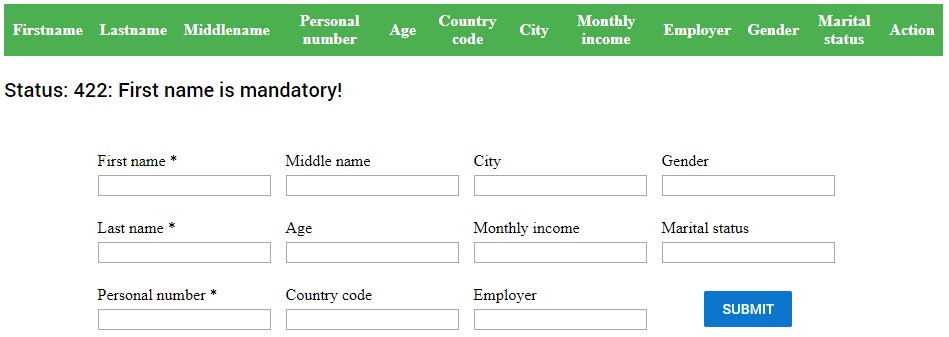 Firstname Lastname Middlename Personal number Age Country code City Monthly income Employer Gender Marital status Action
Status: 422: First name is mandatory!
First name * Middle name City Gender
Last name * Age Monthly income Marital status
Personal number * Country code Employer SUBMIT